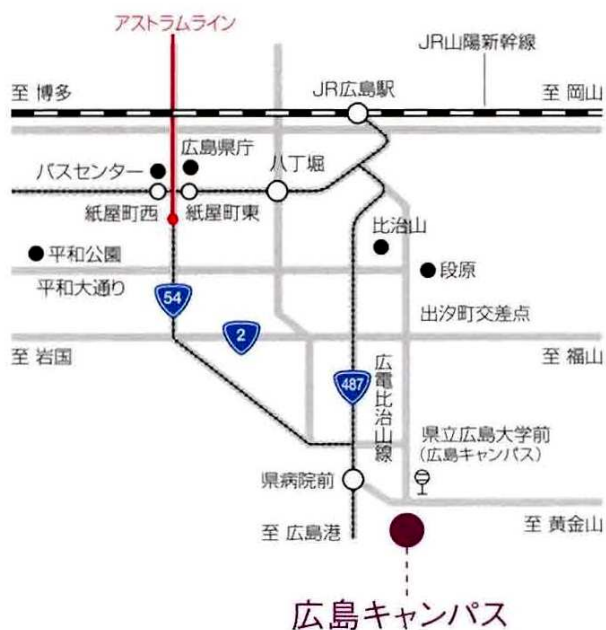 アストラムライン
JR山陽新幹線
至 博多
JR広島駅
至 岡山
広島県庁
バスセンター
八丁堀
紙屋町西
紙屋町東
比治山
平和公園
段原
平和大通り
54
出汐町交差点
2
至 岩国
至 福山
487
広電比治山線
県立広島大学前
(広島キャンパス)
県病院前
至 黄金山
至 広島港
広島キャンパス